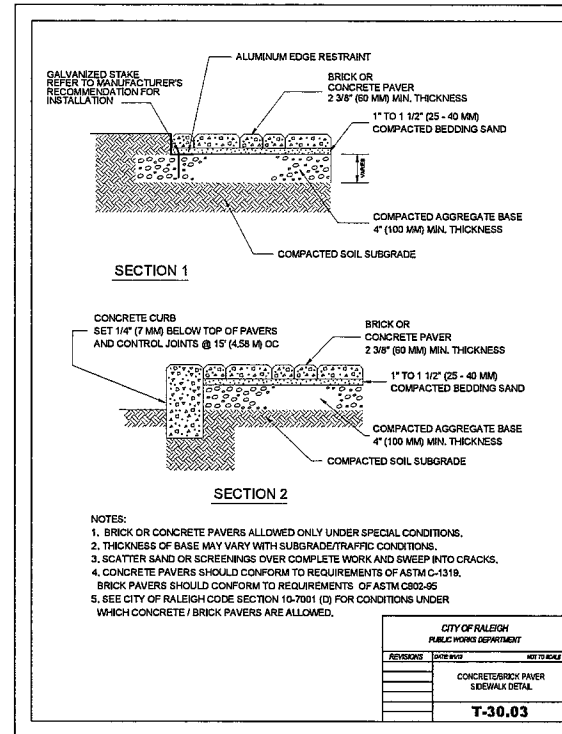 ALUMINUM EDGE RESTRAINT
GALVANIZED STAKE
REFER TO MANUFACTURER'S
RECOMMENDATION FOR
INSTALLATION
BRICK OR
CONCRETE PAVER
2 3/8" (60 MM) MIN. THICKNESS
1" TO 1 1/2" (25 - 40 MM)
COMPACTED BEDDING SAND
VARIES
COMPACTED AGGREGATE BASE
4" (100 MM) MIN. THICKNESS
COMPACTED SOIL SUBGRADE
SECTION 1
CONCRETE CURB
SET 1/4" (7 MM) BELOW TOP OF PAVERS
AND CONTROL JOINTS @ 15' (4.58 M) OC
BRICK OR
CONCRETE PAVER
2 3/8" (60 MM) MIN. THICKNESS
1" TO 1 1/2" (25 - 40 MM)
COMPACTED BEDDING SAND
COMPACTED AGGREGATE BASE
4" (100 MM) MIN. THICKNESS
COMPACTED SOIL SUBGRADE
SECTION 2
NOTES:
1. BRICK OR CONCRETE PAVERS ALLOWED ONLY UNDER SPECIAL CONDITIONS.
2. THICKNESS OF BASE MAY VARY WITH SUBGRADE/TRAFFIC CONDITIONS.
3. SCATTER SAND OR SCREENINGS OVER COMPLETE WORK AND SWEEP INTO CRACKS.
4. CONCRETE PAVERS SHOULD CONFORM TO REQUIREMENTS OF ASTM C-1319.
BRICK PAVERS SHOULD CONFORM TO REQUIREMENTS OF ASTM C902-95
5. SEE CITY OF RALEIGH CODE SECTION 10-7001 (D) FOR CONDITIONS UNDER
WHICH CONCRETE / BRICK PAVERS ARE ALLOWED.
CITY OF RALEIGH
PUBLIC WORKS DEPARTMENT
REVISIONS DATE: NOT TO SCALE
CONCRETE/BRICK PAVER
SIDEWALK DETAIL
T-30.03